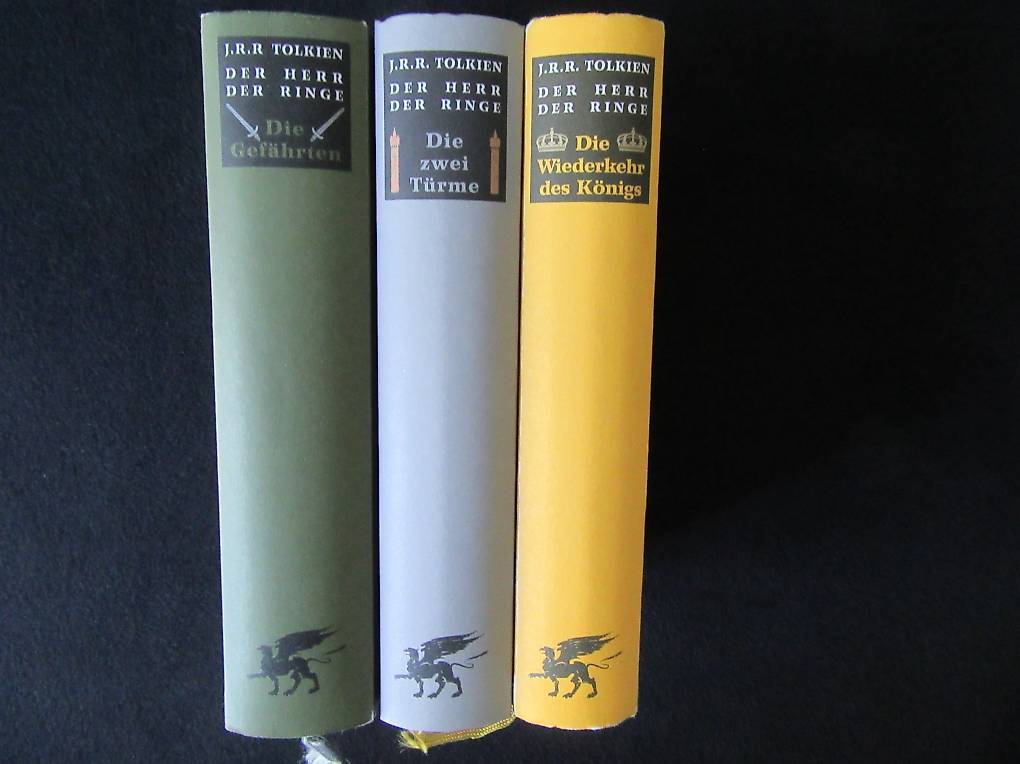 J.R.R TOLKIEN
DER HERR
DER RINGE
Die
Gefährten
J.R.R. TOLKIEN
DER HERR
DER RINGE
Die
zwei
Türme
J.R.R. TOLKIEN
DER HERR
DER RINGE
Die
Wiederkehr
des Königs